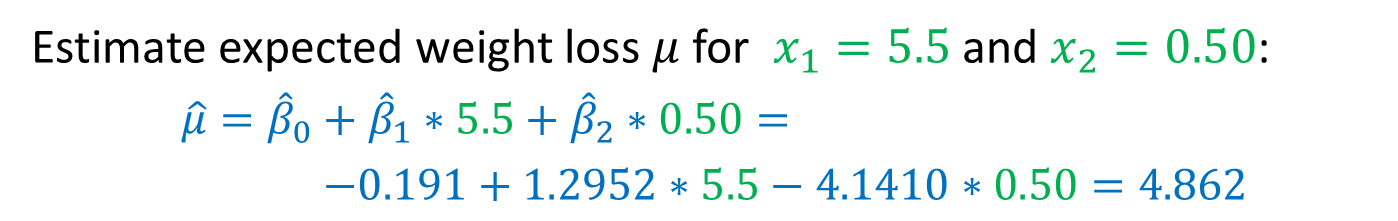 Estimate expected weight loss μ for x₁ = 5.5 and x₂ = 0.50:
μ̂ = β̂₀ + β̂₁ * 5.5 + β̂₂ * 0.50 =
−0.191 + 1.2952 * 5.5 − 4.1410 * 0.50 = 4.862